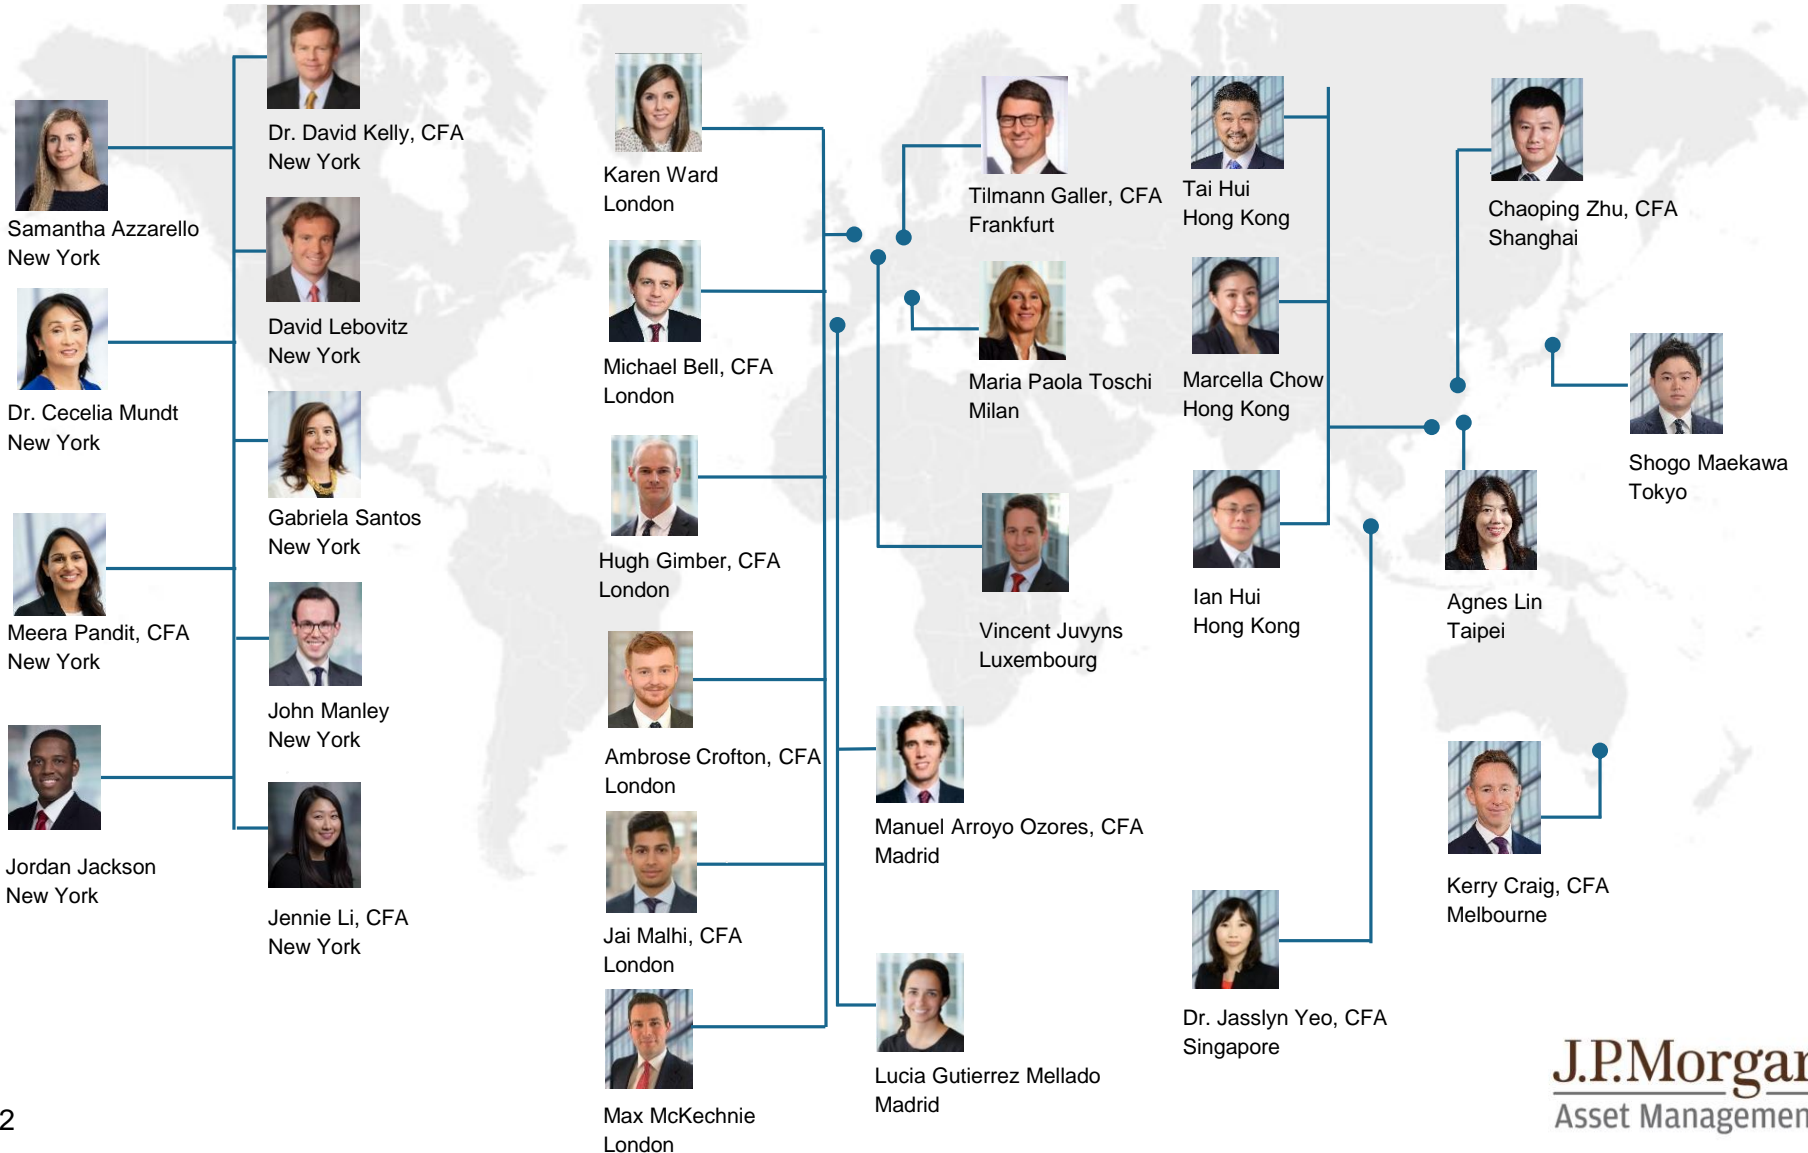 Dr. David Kelly, CFA
New York
Samantha Azzarello
New York
David Lebovitz
New York
Dr. Cecelia Mundt
New York
Gabriela Santos
New York
Meera Pandit, CFA
New York
John Manley
New York
Jordan Jackson
New York
Jennie Li, CFA
New York
Karen Ward
London
Michael Bell, CFA
London
Hugh Gimber, CFA
London
Ambrose Crofton, CFA
London
Jai Malhi, CFA
London
Max McKechnie
London
Tilmann Galler, CFA
Frankfurt
Maria Paola Toschi
Milan
Vincent Juvyns
Luxembourg
Manuel Arroyo Ozores, CFA
Madrid
Lucia Gutierrez Mellado
Madrid
Tai Hui
Hong Kong
Marcella Chow
Hong Kong
Ian Hui
Hong Kong
Dr. Jasslyn Yeo, CFA
Singapore
Chaoping Zhu, CFA
Shanghai
Shogo Maekawa
Tokyo
Agnes Lin
Taipei
Kerry Craig, CFA
Melbourne
J.P.Morgan
Asset Managemen
2